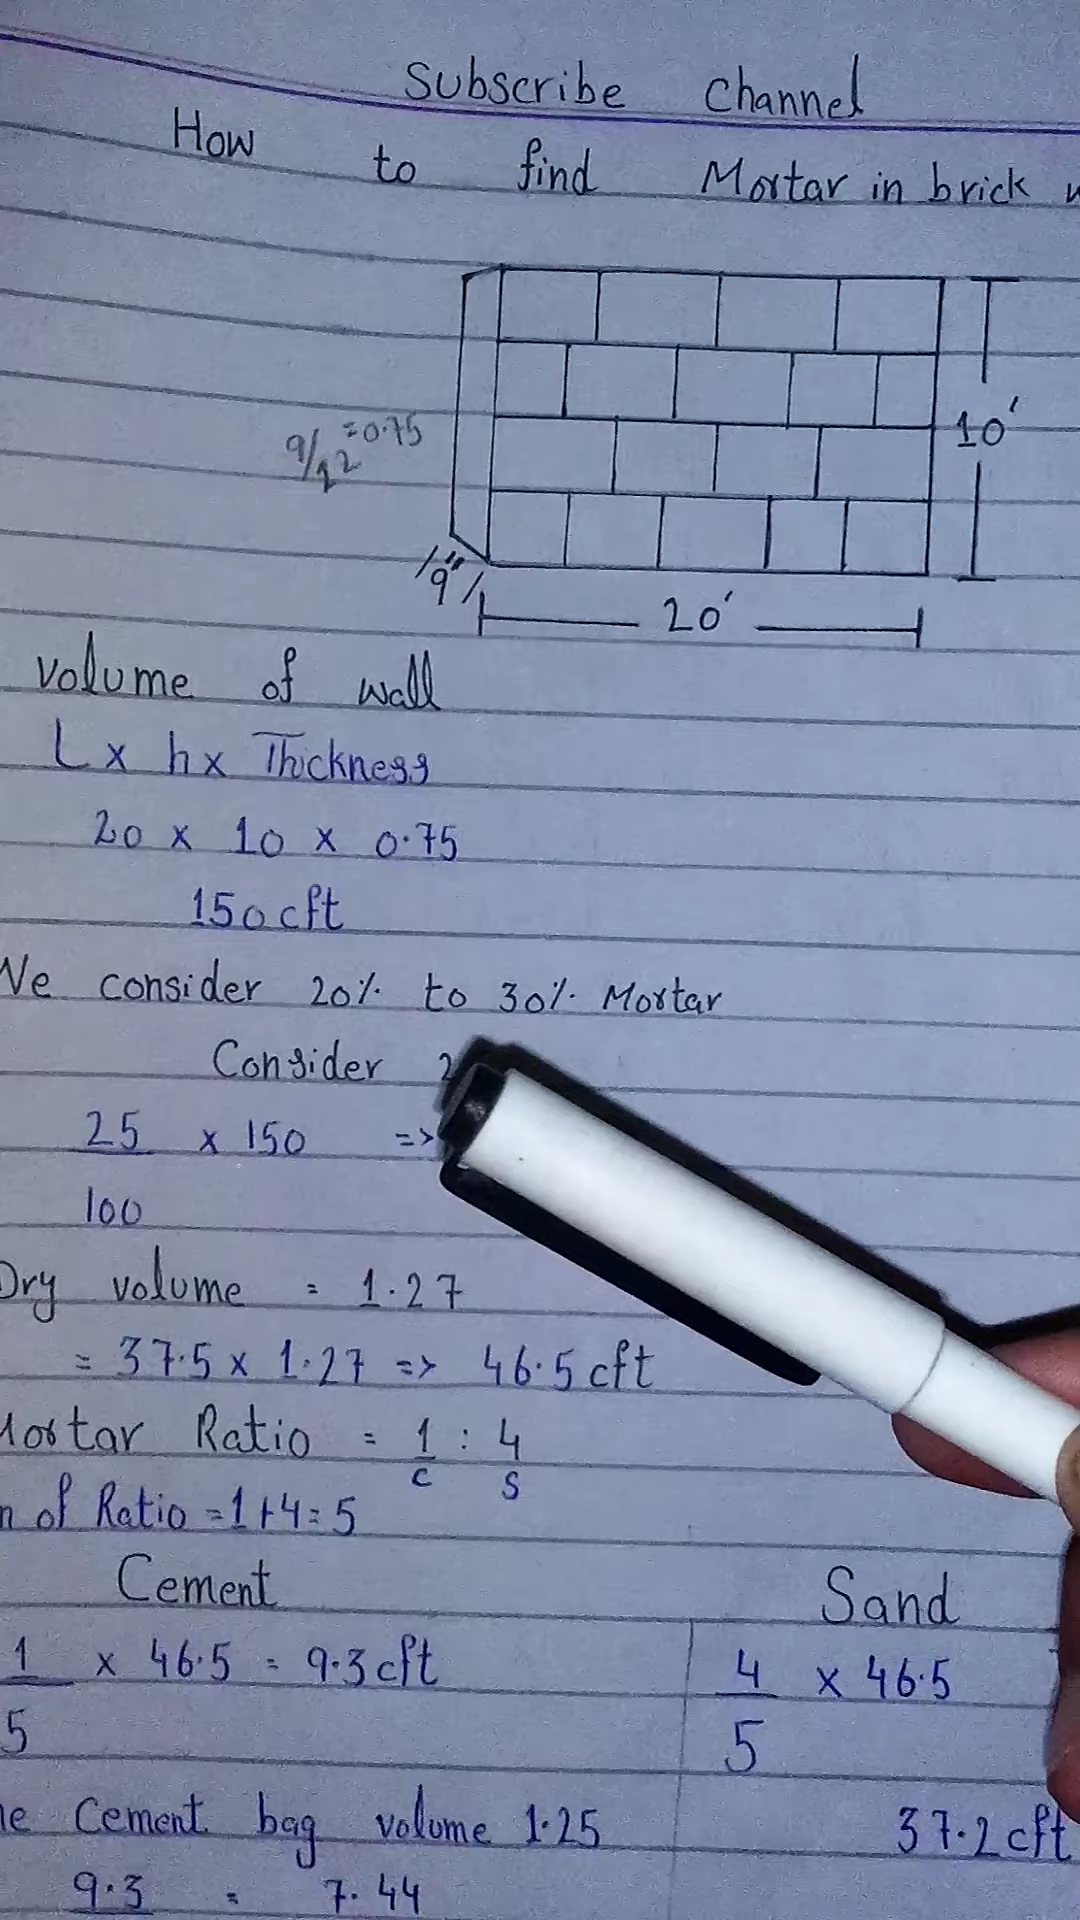 Subscribe Channel
How to find Mortar in brick
9/12 = 0.75
10'
9"
20'
Volume of wall
L x h x Thickness
20 x 10 x 0.75
150 cft
We consider 20% to 30% Mortar
Consider 2
25 x 150 =>
100
Dry volume = 1.27
= 37.5 x 1.27 => 46.5 cft
Mortar Ratio = 1 : 4
C S
of Ratio = 1+4 = 5
Cement Sand
1 x 46.5 = 9.3 cft
5
4 x 46.5
5
37.2 cft
Cement bag volume 1.25
9.3 = 7.44